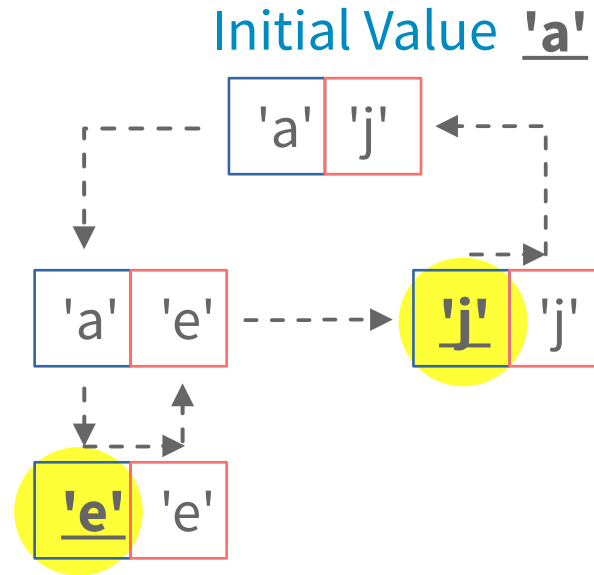 Initial Value 'a'
'a' 'j'
'a' 'e'
'j' 'j'
'e' 'e'